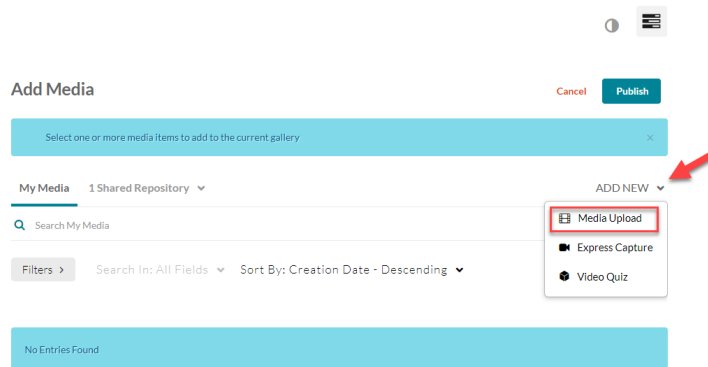 Add Media
Cancel
Publish
Select one or more media items to add to the current gallery
My Media 1 Shared Repository
ADD NEW
Search My Media
Media Upload
Express Capture
Video Quiz
Filters > Search In: All Fields Sort By: Creation Date - Descending
No Entries Found